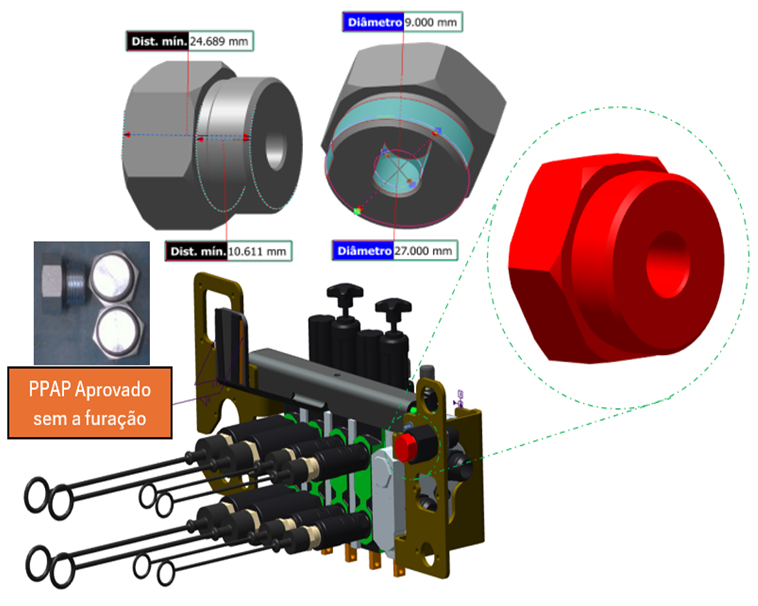 Diâmetro 9.000 mm
Dist. mín. 24.689 mm
Dist. mín. 10.611 mm
Diâmetro 27.000 mm
PPAP Aprovado
sem a furação